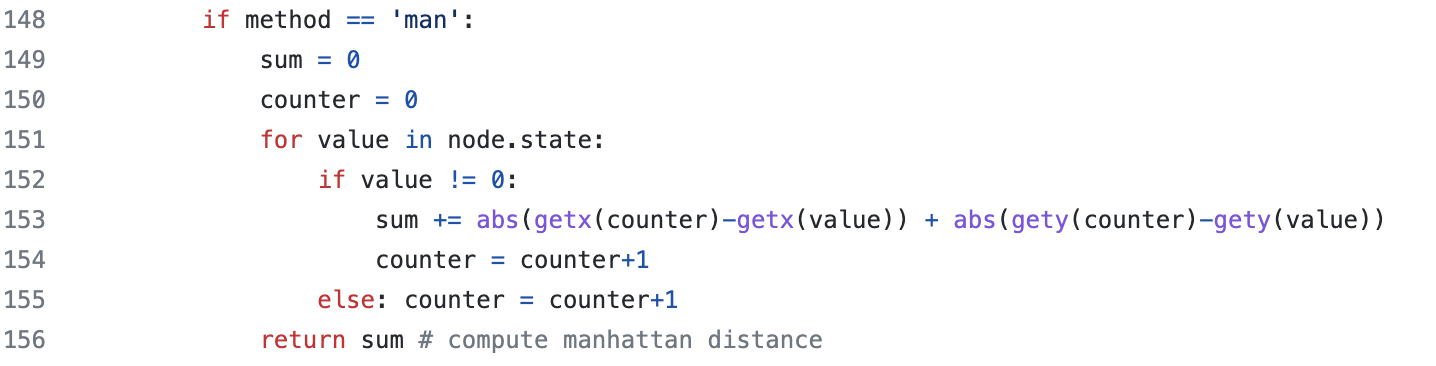 148 if method == 'man':
149 sum = 0
150 counter = 0
151 for value in node.state:
152 if value != 0:
153 sum += abs(getx(counter)-getx(value)) + abs(gety(counter)-gety(value))
154 counter = counter+1
155 else: counter = counter+1
156 return sum # compute manhattan distance